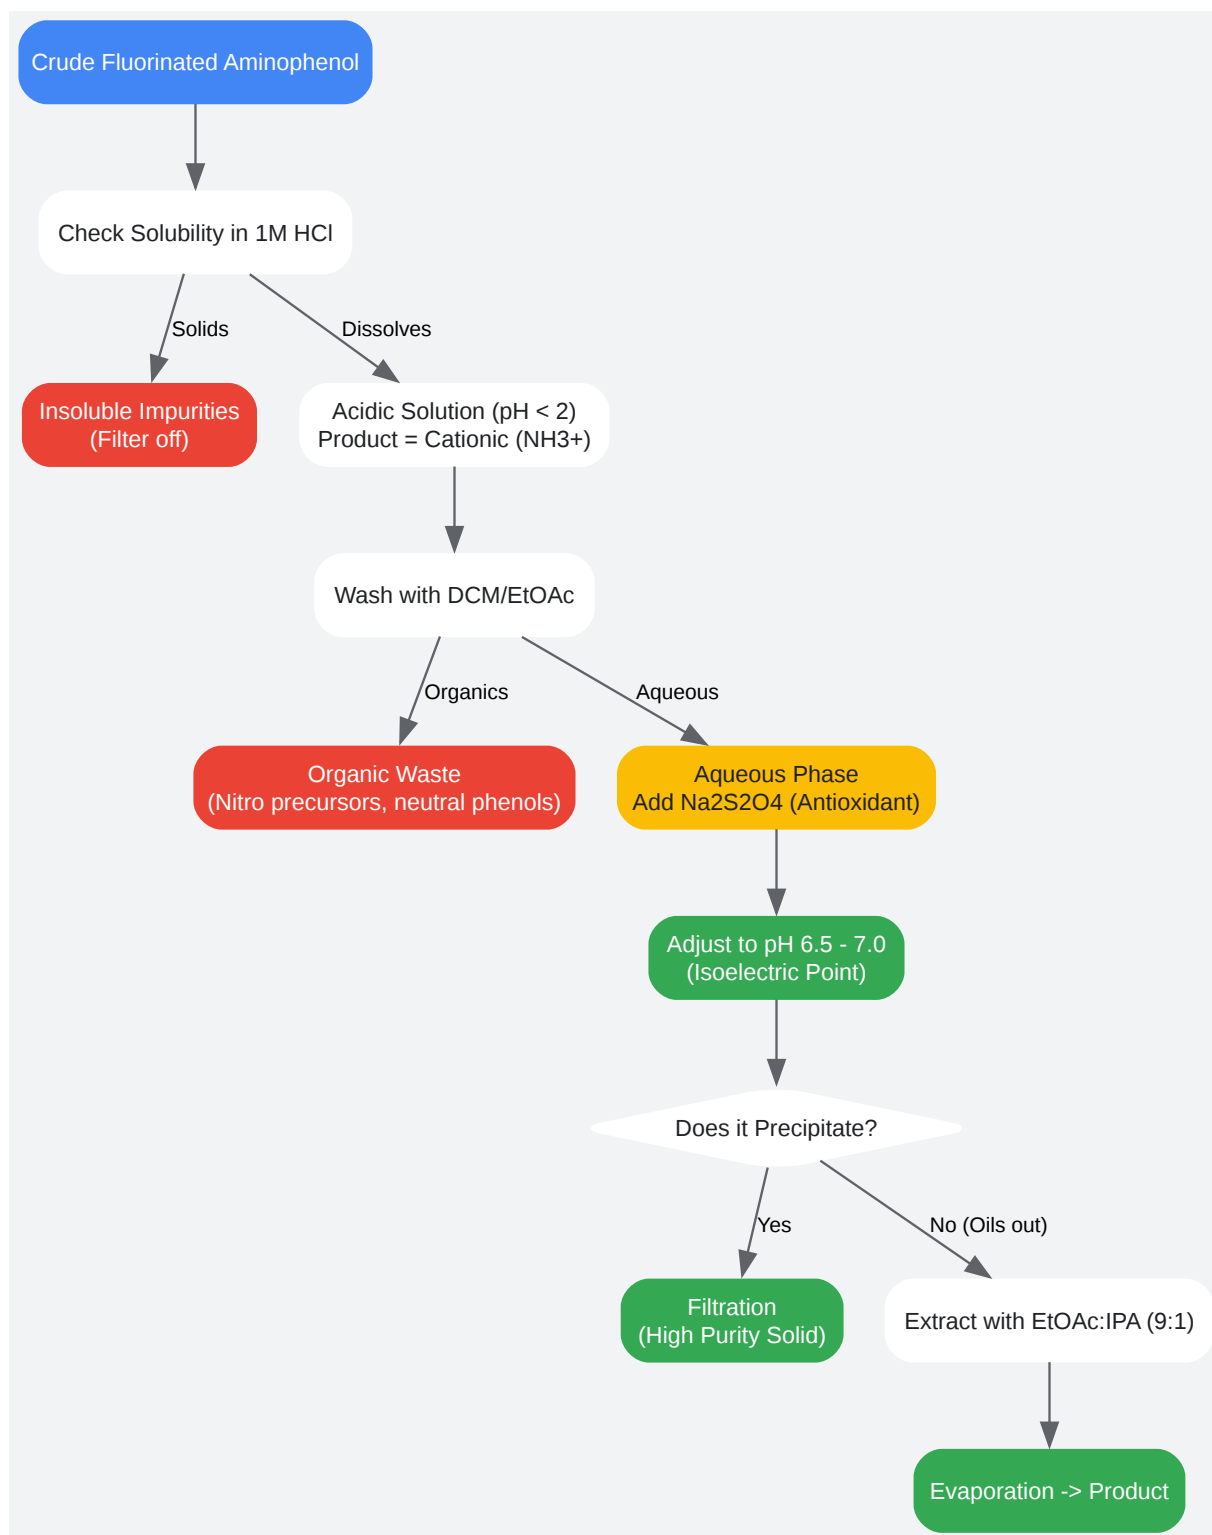 Crude Fluorinated Aminophenol
Check Solubility in 1M HCl
Solids
Dissolves
Insoluble Impurities
(Filter off)
Acidic Solution (pH < 2)
Product = Cationic (NH3+)
Wash with DCM/EtOAc
Organics
Aqueous
Organic Waste
(Nitro precursors, neutral phenols)
Aqueous Phase
Add Na2S2O4 (Antioxidant)
Adjust to pH 6.5 - 7.0
(Isoelectric Point)
Does it Precipitate?
Yes
No (Oils out)
Filtration
(High Purity Solid)
Extract with EtOAc:IPA (9:1)
Evaporation -> Product